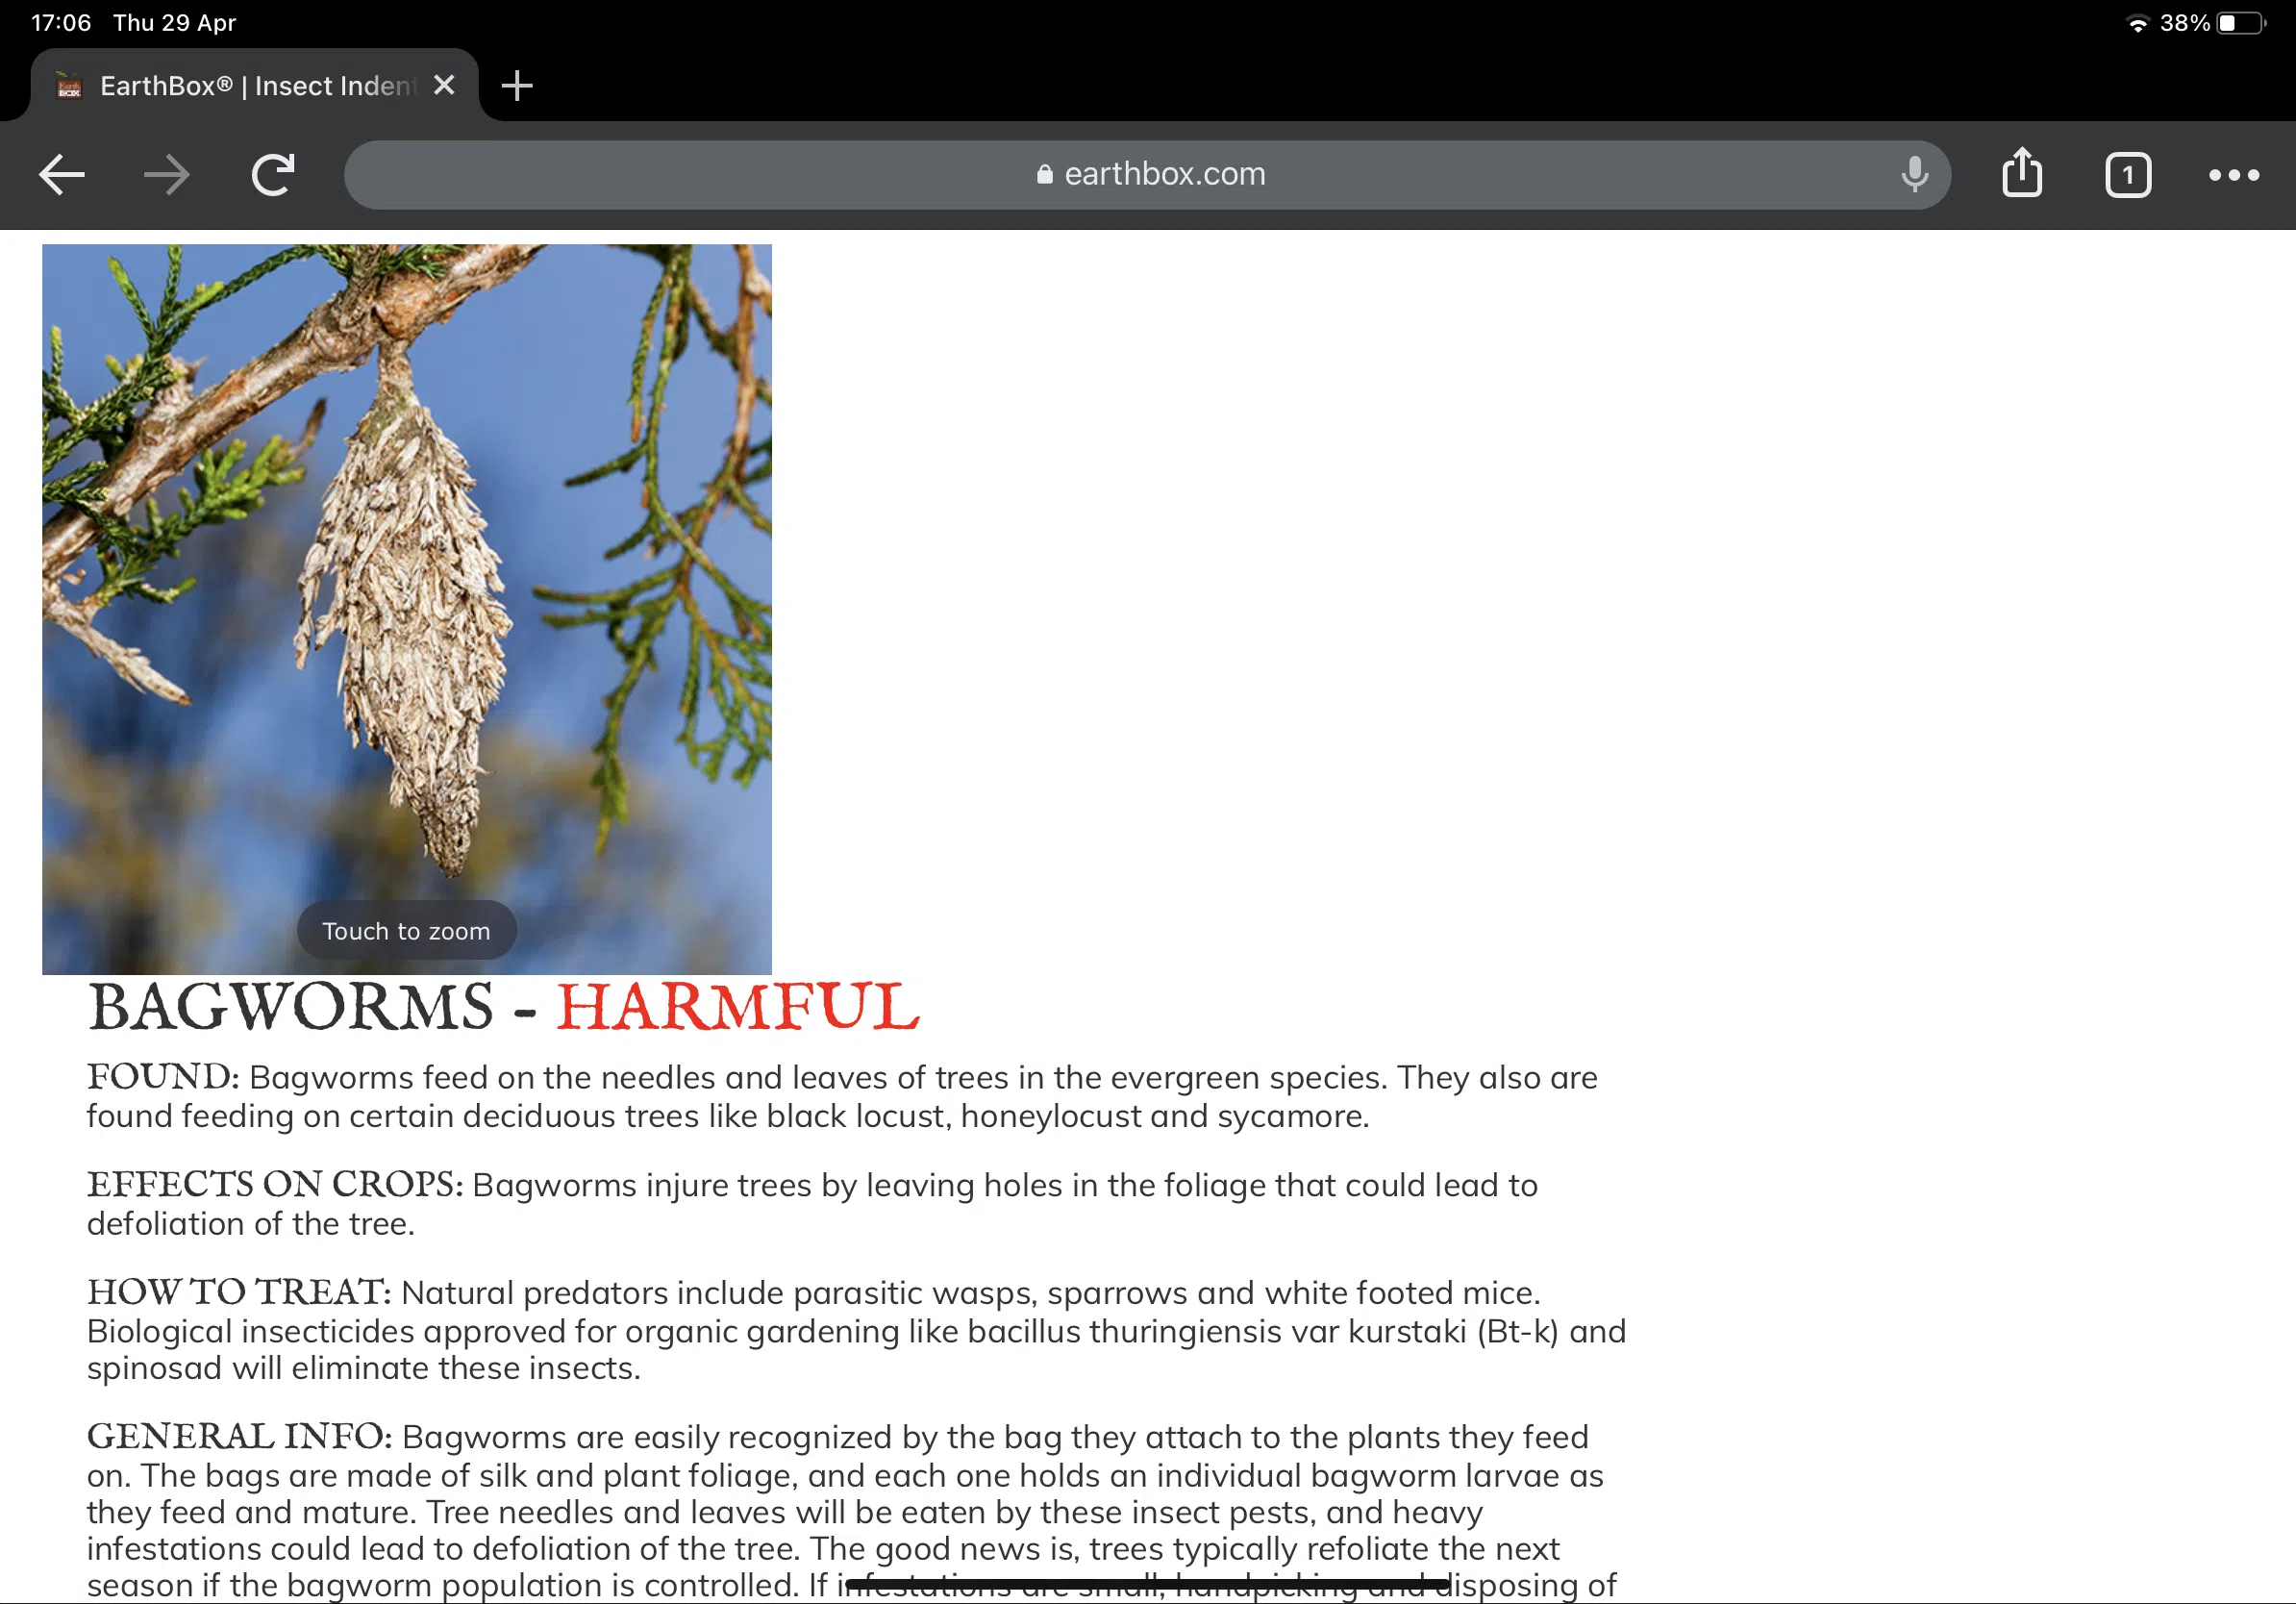 17:06 Thu 29 Apr
38%
EarthBox® | Insect Indent
earthbox.com
1
Touch to zoom
BAGWORMS - HARMFUL
FOUND: Bagworms feed on the needles and leaves of trees in the evergreen species. They also are
found feeding on certain deciduous trees like black locust, honeylocust and sycamore.
EFFECTS ON CROPS: Bagworms injure trees by leaving holes in the foliage that could lead to
defoliation of the tree.
HOW TO TREAT: Natural predators include parasitic wasps, sparrows and white footed mice.
Biological insecticides approved for organic gardening like bacillus thuringiensis var kurstaki (Bt-k) and
spinosad will eliminate these insects.
GENERAL INFO: Bagworms are easily recognized by the bag they attach to the plants they feed
on. The bags are made of silk and plant foliage, and each one holds an individual bagworm larvae as
they feed and mature. Tree needles and leaves will be eaten by these insect pests, and heavy
infestations could lead to defoliation of the tree. The good news is, trees typically refoliate the next
season if the bagworm population is controlled. If infestations are small, handpicking and disposing of